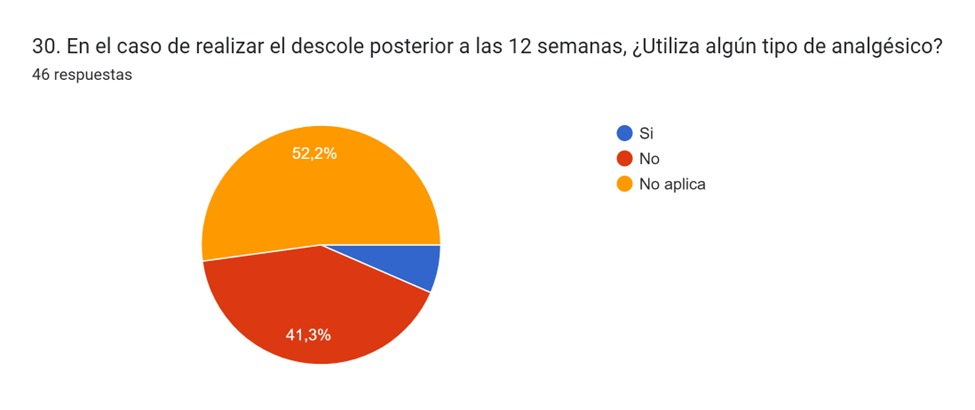 30. En el caso de realizar el descole posterior a las 12 semanas, ¿Utiliza algún tipo de analgésico?
46 respuestas
52,2%
41,3%
Si
No
No aplica